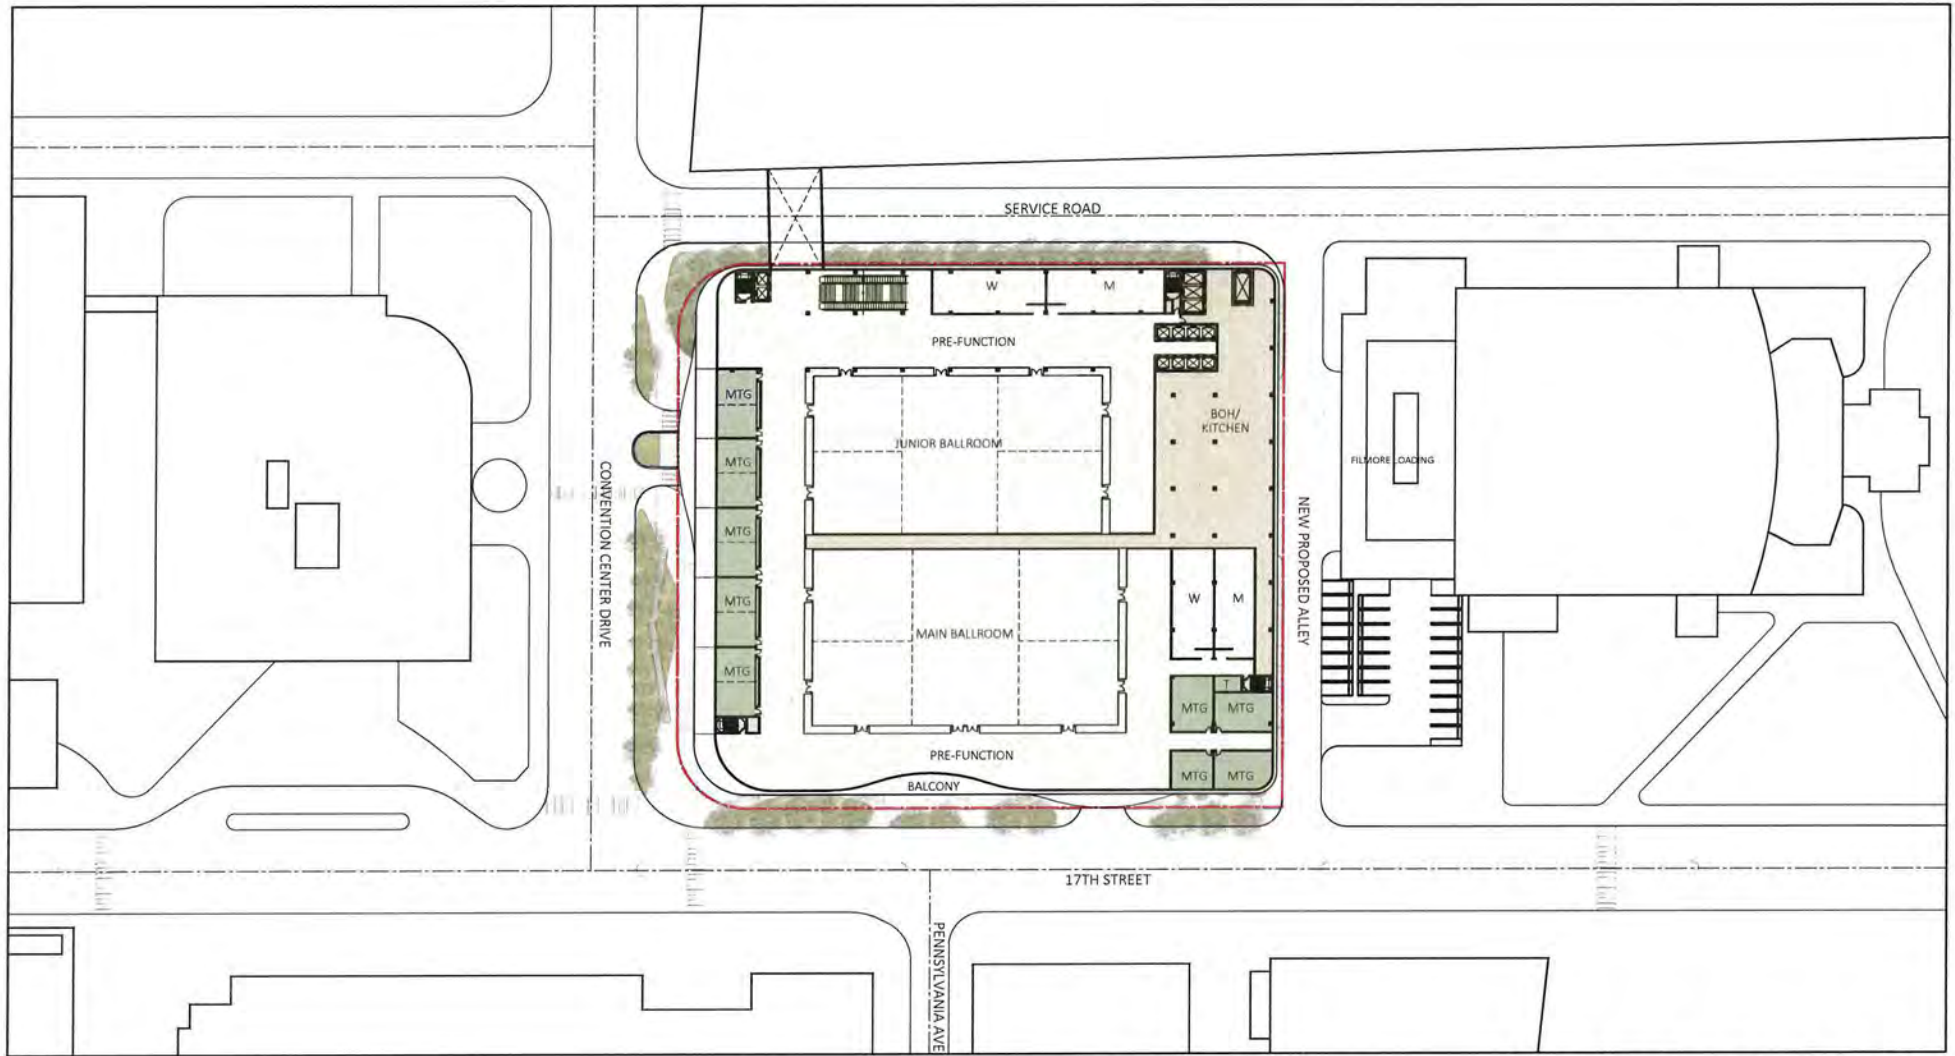 SERVICE ROAD
W
M
PRE-FUNCTION
MTG
BOH/
KITCHEN
JUNIOR BALLROOM
FILMORE LOADING
MTG
CONVENTION CENTER DRIVE
NEW PROPOSED ALLEY
MTG
MTG
W
M
MAIN BALLROOM
MTG
T
MTG
MTG
PRE-FUNCTION
MTG
MTG
BALCONY
17TH STREET
PENNSYLVANIA AVE